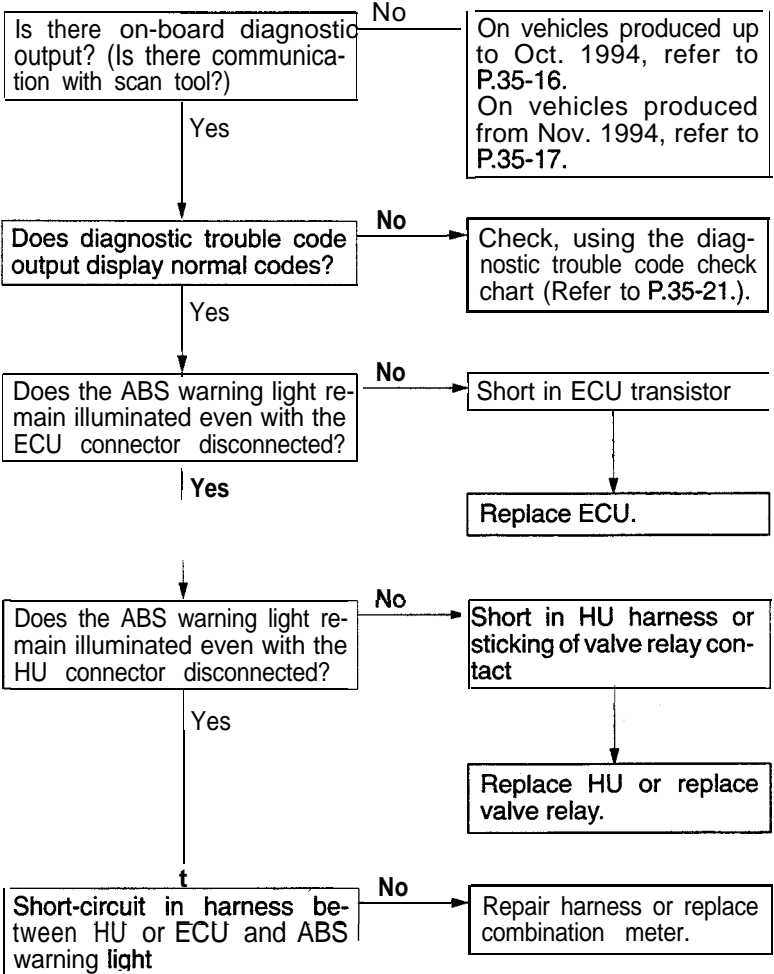 Is there on-board diagnostic
output? (Is there communica-
tion with scan tool?)
No
On vehicles produced up
to Oct. 1994, refer to
P.35-16.
On vehicles produced
from Nov. 1994, refer to
P.35-17.
Yes
Does diagnostic trouble code
output display normal codes?
No
Check, using the diag-
nostic trouble code check
chart (Refer to P.35-21.).
Yes
Does the ABS warning light re-
main illuminated even with the
ECU connector disconnected?
No
Short in ECU transistor
Yes
Replace ECU.
Does the ABS warning light re-
main illuminated even with the
HU connector disconnected?
No
Short in HU harness or
sticking of valve relay con-
tact
Yes
Replace HU or replace
valve relay.
t
Short-circuit in harness be-
tween HU or ECU and ABS
warning light
No
Repair harness or replace
combination meter.